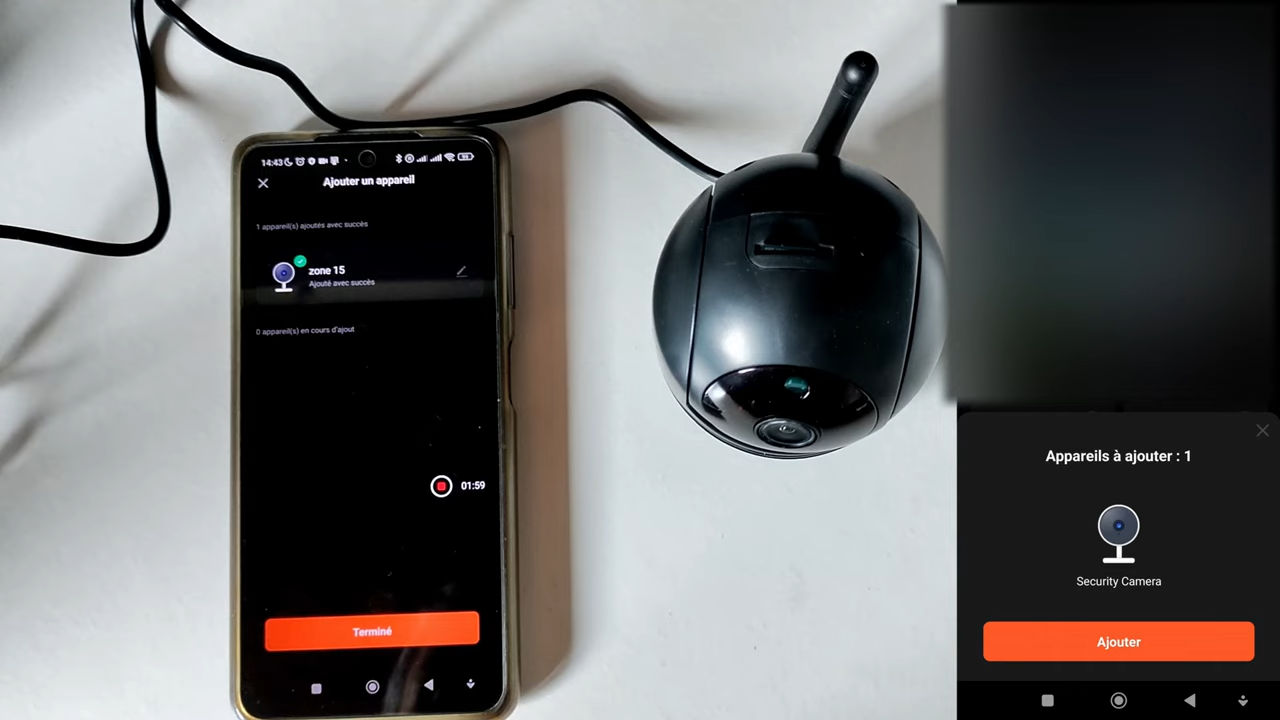 14:43
Ajouter un appareil
1 appareil(s) ajoutés avec succès
zone 15
Ajouté avec succès
0 appareil(s) en cours d'ajout
01:59
Terminé
Appareils à ajouter : 1
Security Camera
Ajouter